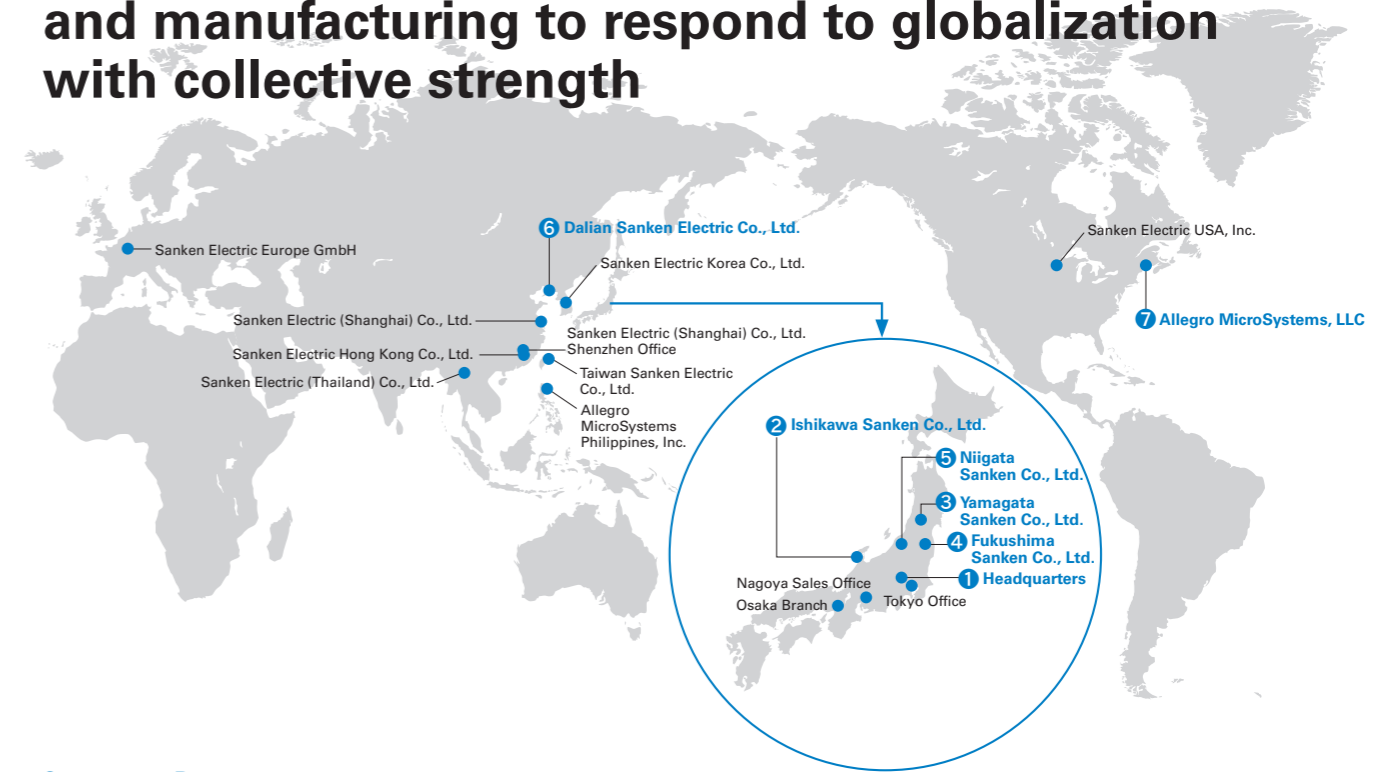 and manufacturing to respond to globalization
with collective strength
6 Dalian Sanken Electric Co., Ltd.
Sanken Electric USA, Inc.
Sanken Electric Europe GmbH
Sanken Electric Korea Co., Ltd.
Sanken Electric (Shanghai) Co., Ltd.
7 Allegro MicroSystems, LLC
Sanken Electric (Shanghai) Co., Ltd.
Shenzhen Office
Sanken Electric Hong Kong Co., Ltd.
Sanken Electric (Thailand) Co., Ltd.
Taiwan Sanken Electric
Co., Ltd.
Allegro
MicroSystems
Philippines, Inc.
2 Ishikawa Sanken Co., Ltd.
5 Niigata
Sanken Co., Ltd.
3 Yamagata
Sanken Co., Ltd.
4 Fukushima
Sanken Co., Ltd.
1 Headquarters
Nagoya Sales Office
Osaka Branch
Tokyo Office